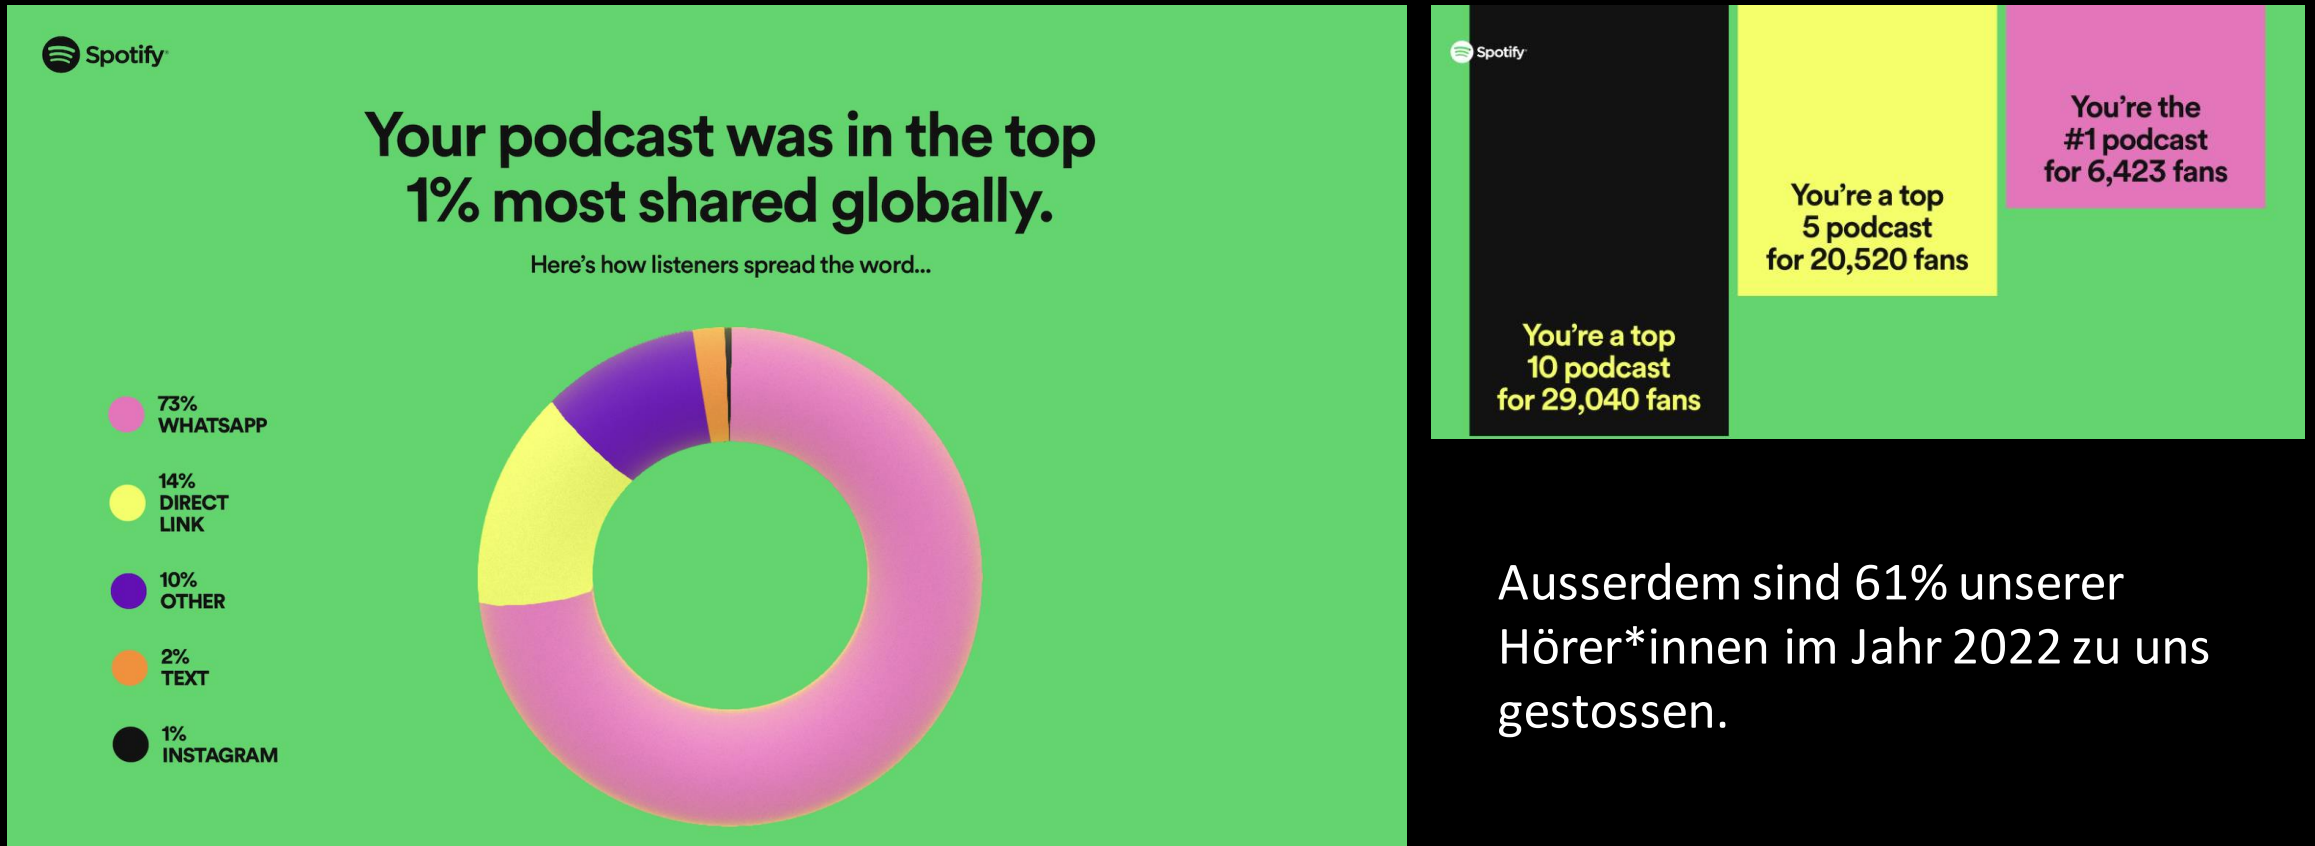 Spotify
Your podcast was in the top
1% most shared globally.
Here's how listeners spread the word...
73%
WHATSAPP
14%
DIRECT
LINK
10%
OTHER
2%
TEXT
1%
INSTAGRAM
Spotify
You're a top
10 podcast
for 29,040 fans
You're a top
5 podcast
for 20,520 fans
You're the
#1 podcast
for 6,423 fans
Ausserdem sind 61% unserer
Hörer*innen im Jahr 2022 zu uns
gestossen.